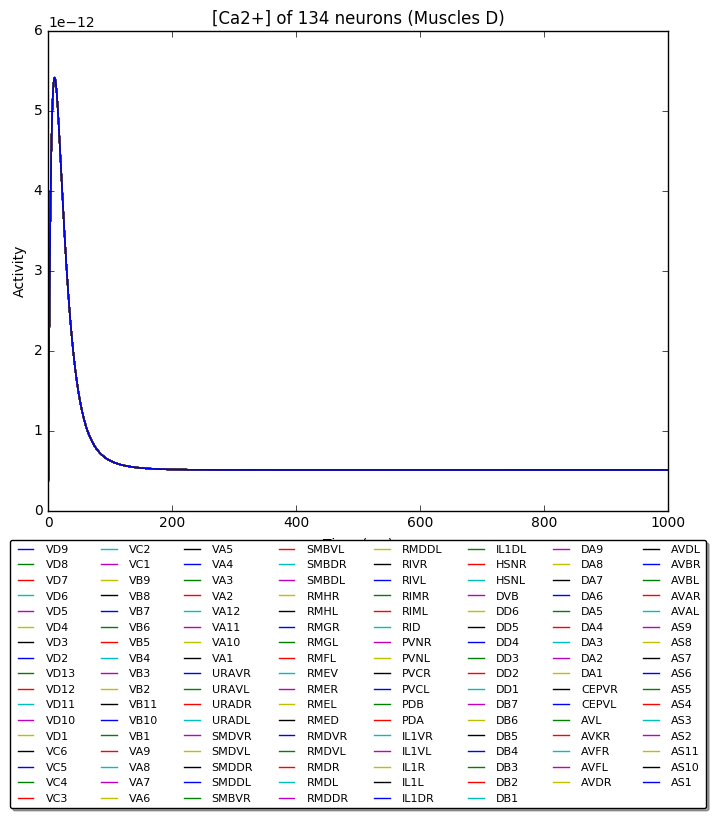 [Ca2+] of 134 neurons (Muscles D)
1e−12
6
5
4
3
2
1
0
Activity
0 200 400 600 800 1000
VD9 VC2 VA5 SMBVL RMDDL IL1DL DA9 AVDL
VD8 VC1 VA4 SMBDR RIVR HSNR DA8 AVBR
VD7 VB9 VA3 SMBDL RIVL HSNL DA7 AVBL
VD6 VB8 VA2 RMHR RIMR DVB DA6 AVAR
VD5 VB7 VA12 RMHL RIML DD6 DA5 AVAL
VD4 VB6 VA11 RMGR RID DD5 DA4 AS9
VD3 VB5 VA10 RMGL PVNR DD4 DA3 AS8
VD2 VB4 VA1 RMFL PVNL DD3 DA2 AS7
VD13 VB3 URAVR RMEV PVCR DD2 DA1 AS6
VD12 VB2 URAVL RMER PVCL DD1 CEPVR AS5
VD11 VB11 URADR RMEL PDB DB7 CEPVL AS4
VD10 VB10 URADL RMED PDA DB6 AVL AS3
VD1 VB1 SMDVR RMDVR IL1VR DB5 AVKR AS2
VC6 VA9 SMDVL RMDVL IL1VL DB4 AVFR AS11
VC5 VA8 SMDDR RMDR IL1R DB3 AVFL AS10
VC4 VA7 SMDDL RMDL IL1L DB2 AVDR AS1
VC3 VA6 SMBVR RMDDR IL1DR DB1